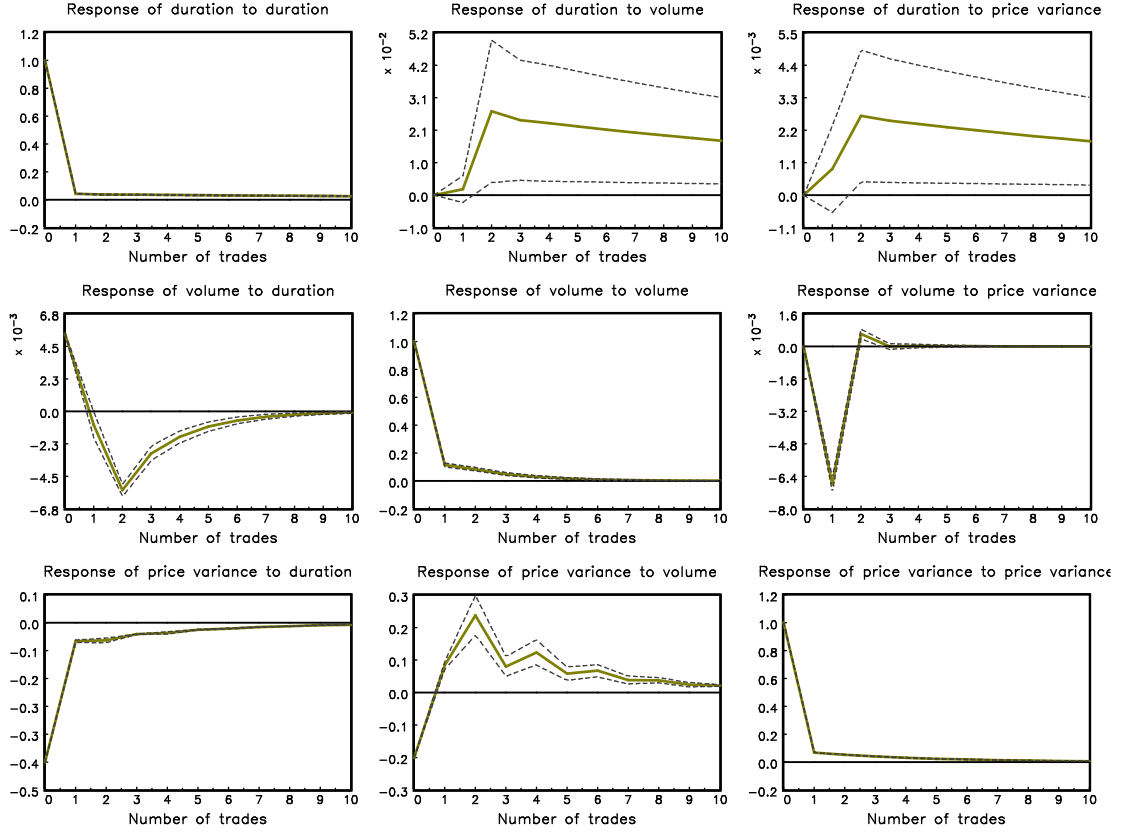 Response of duration to duration
1.2
1.0
0.8
0.6
0.4
0.2
0.0
−0.2
0 1 2 3 4 5 6 7 8 9 10
Number of trades
Response of duration to volume
x 10⁻²
5.2
4.2
3.1
2.1
1.0
0.0
−1.0
0 1 2 3 4 5 6 7 8 9 10
Number of trades
Response of duration to price variance
x 10⁻³
5.5
4.4
3.3
2.2
1.1
0.0
−1.1
0 1 2 3 4 5 6 7 8 9 10
Number of trades
Response of volume to duration
x 10⁻³
6.8
4.5
2.3
0.0
−2.3
−4.5
−6.8
0 1 2 3 4 5 6 7 8 9 10
Number of trades
Response of volume to volume
1.2
1.0
0.8
0.6
0.4
0.2
0.0
−0.2
0 1 2 3 4 5 6 7 8 9 10
Number of trades
Response of volume to price variance
x 10⁻³
1.6
0.0
−1.6
−3.2
−4.8
−6.4
−8.0
0 1 2 3 4 5 6 7 8 9 10
Number of trades
Response of price variance to duration
0.1
0.0
−0.1
−0.2
−0.3
−0.4
−0.5
0 1 2 3 4 5 6 7 8 9 10
Number of trades
Response of price variance to volume
0.3
0.2
0.1
0.0
−0.1
−0.2
−0.3
0 1 2 3 4 5 6 7 8 9 10
Number of trades
Response of price variance to price variance
1.2
1.0
0.8
0.6
0.4
0.2
0.0
−0.2
0 1 2 3 4 5 6 7 8 9 10
Number of trades